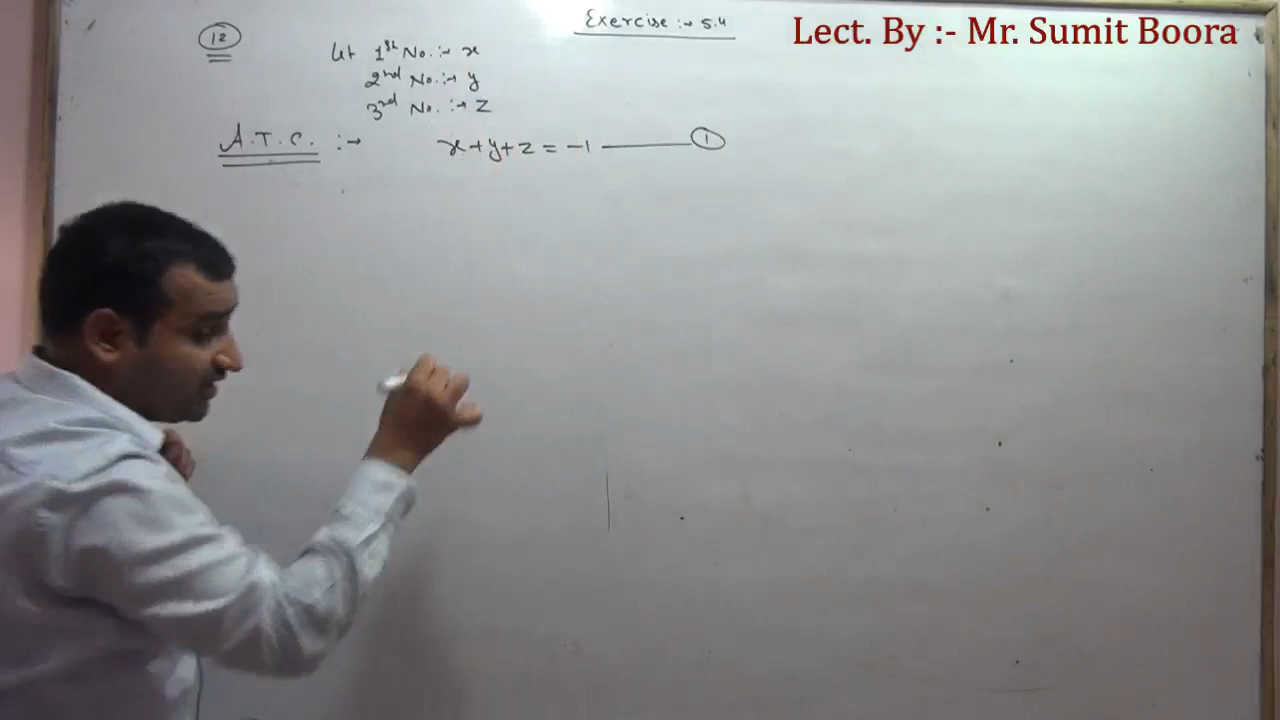 Exercise :→ 5.4
Lect. By :- Mr. Sumit Boora
12
Let 1st No. :→ x
2nd No. :→ y
3rd No. :→ z
A.T.C. :→ x+y+z = -1 ——— 1